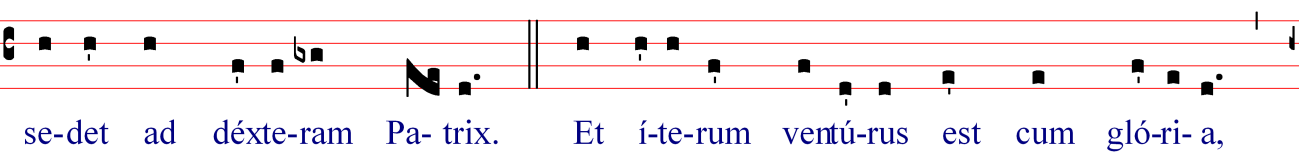 se-det ad déxte-ram Pa- trix. Et í-te-rum ventú-rus est cum gló-ri- a,